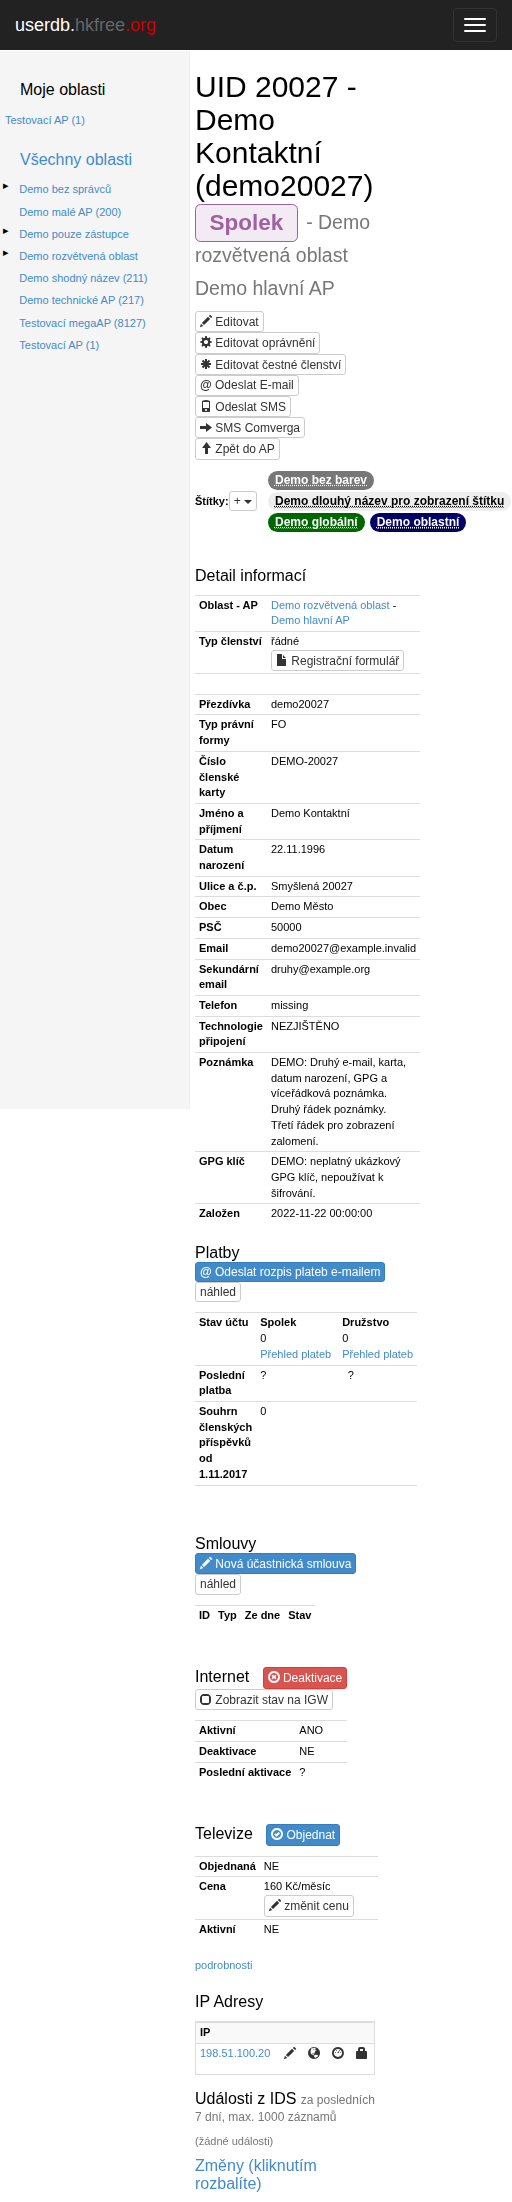 userdb.hkfree.org
Moje oblasti
Testovací AP (1)
Všechny oblasti
Demo bez správců
Demo malé AP (200)
Demo pouze zástupce
Demo rozvětvená oblast
Demo shodný název (211)
Demo technické AP (217)
Testovací megaAP (8127)
Testovací AP (1)
UID 20027 -
Demo
Kontaktní
(demo20027)
Spolek - Demo
rozvětvená oblast
Demo hlavní AP
Editovat
Editovat oprávnění
Editovat čestné členství
@ Odeslat E-mail
Odeslat SMS
SMS Comverga
Zpět do AP
Štítky: +
Demo bez barev
Demo dlouhý název pro zobrazení štítku
Demo globální Demo oblastní
Detail informací
Oblast - AP Demo rozvětvená oblast -
Demo hlavní AP
Typ členství řádné
Registrační formulář
Přezdívka demo20027
Typ právní FO
formy
Číslo DEMO-20027
členské
karty
Jméno a Demo Kontaktní
příjmení
Datum 22.11.1996
narození
Ulice a č.p. Smyšlená 20027
Obec Demo Město
PSČ 50000
Email demo20027@example.invalid
Sekundární druhy@example.org
email
Telefon missing
Technologie NEZJIŠTĚNO
připojení
Poznámka DEMO: Druhý e-mail, karta,
datum narození, GPG a
víceřádková poznámka.
Druhý řádek poznámky.
Třetí řádek pro zobrazení
zalomení.
GPG klíč DEMO: neplatný ukázkový
GPG klíč, nepoužívat k
šifrování.
Založen 2022-11-22 00:00:00
Platby
@ Odeslat rozpis plateb e-mailem
náhled
Stav účtu Spolek Družstvo
0 0
Přehled plateb Přehled plateb
Poslední ? ?
platba
Souhrn 0
členských
příspěvků
od
1.11.2017
Smlouvy
Nová účastnická smlouva
náhled
ID Typ Ze dne Stav
Internet Deaktivace
Zobrazit stav na IGW
Aktivní ANO
Deaktivace NE
Poslední aktivace ?
Televize Objednat
Objednaná NE
Cena 160 Kč/měsíc
změnit cenu
Aktivní NE
podrobnosti
IP Adresy
IP
198.51.100.20
Události z IDS za posledních
7 dní, max. 1000 záznamů
(žádné události)
Změny (kliknutím
rozbalíte)